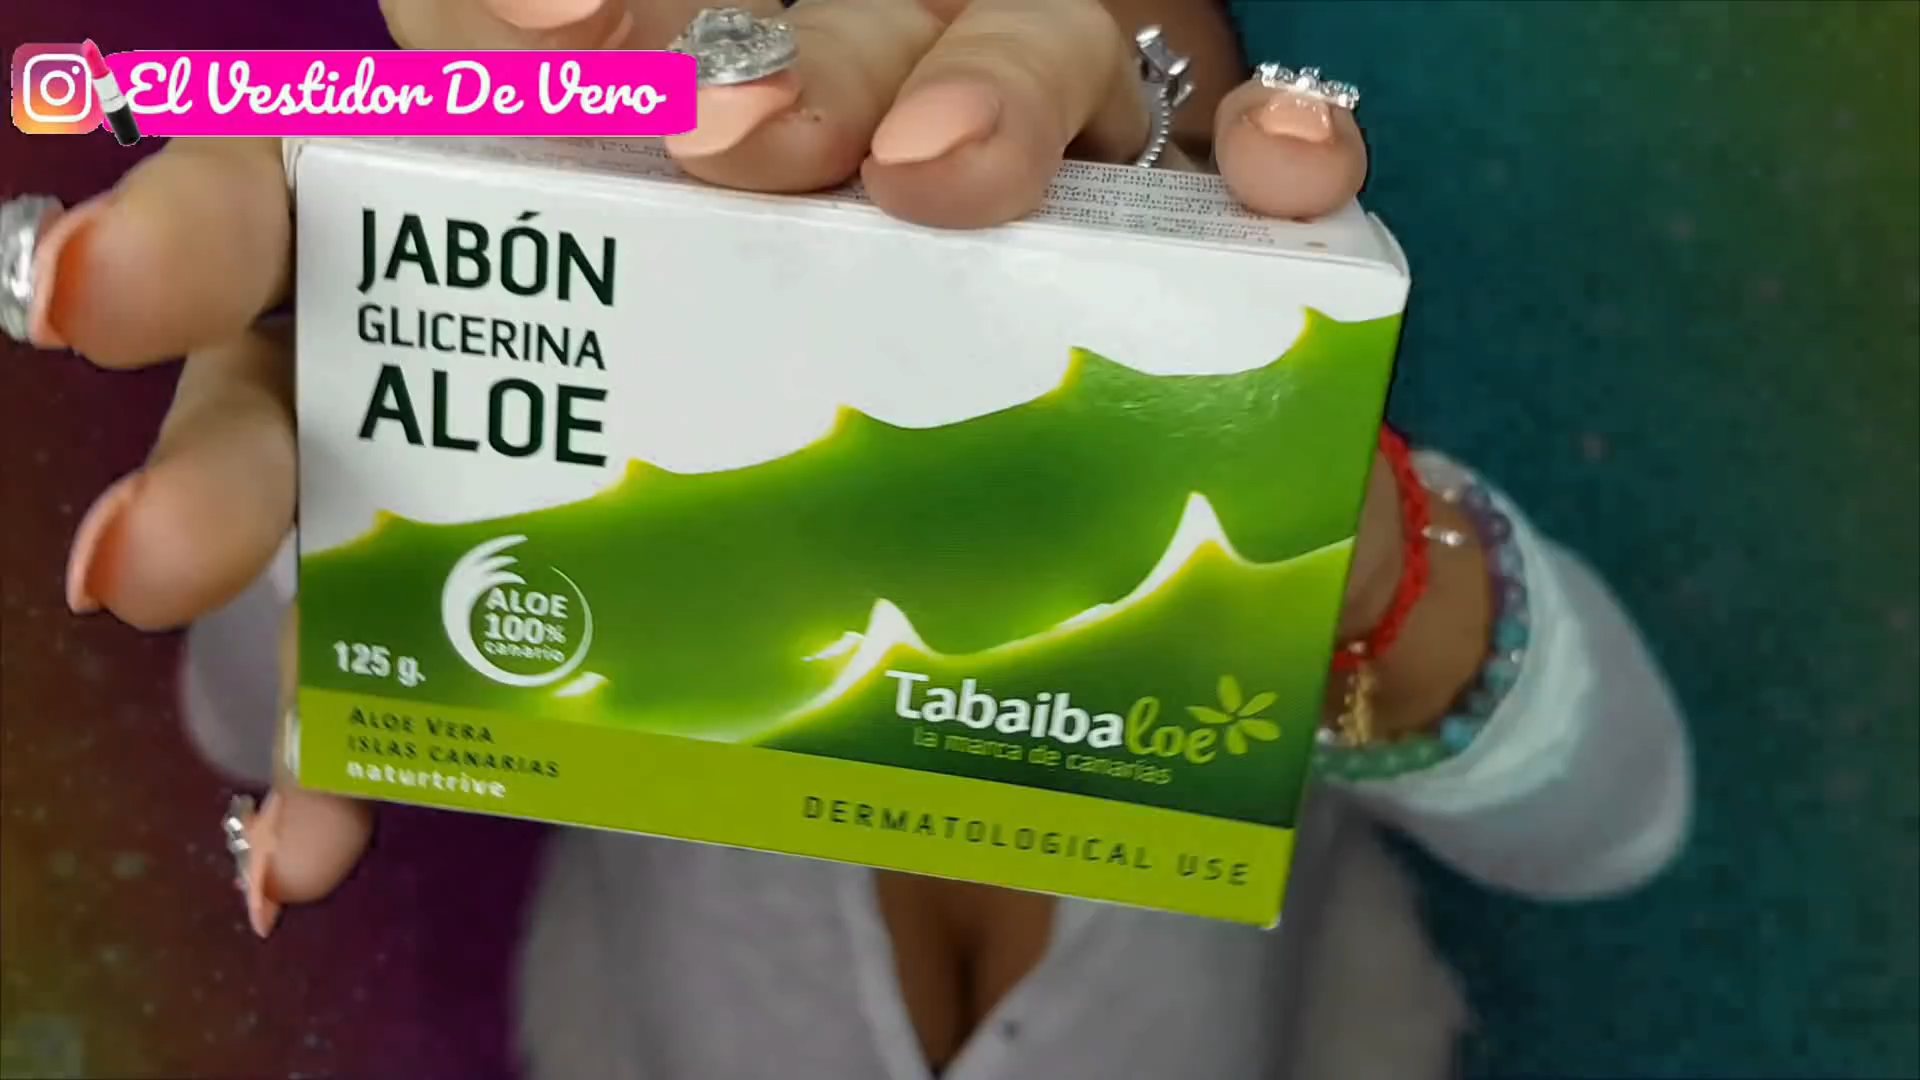 El Vestidor De Vero
JABÓN
GLICERINA
ALOE
ALOE
100%
canario
125 g.
ALOE VERA
ISLAS CANARIAS
naturtrive
Tabaibaloe
la marca de canarias
DERMATOLOGICAL USE